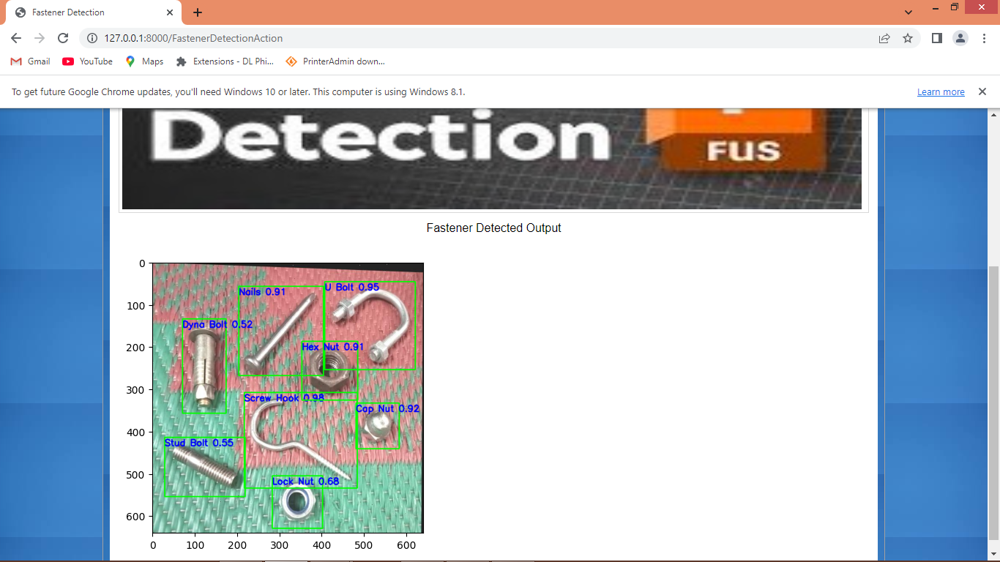 Fastener Detection
127.0.0.1:8000/FastenerDetectionAction
Gmail YouTube Maps Extensions - DL Phi... PrinterAdmin down...
To get future Google Chrome updates, you'll need Windows 10 or later. This computer is using Windows 8.1. Learn more
Detection
FUS
Fastener Detected Output
0
100
200
300
400
500
600
Nails 0.91
U Bolt 0.95
Dyna Bolt 0.52
Hex Nut 0.91
Screw Hook 0.98
Cap Nut 0.92
Stud Bolt 0.55
Lock Nut 0.68
0 100 200 300 400 500 600